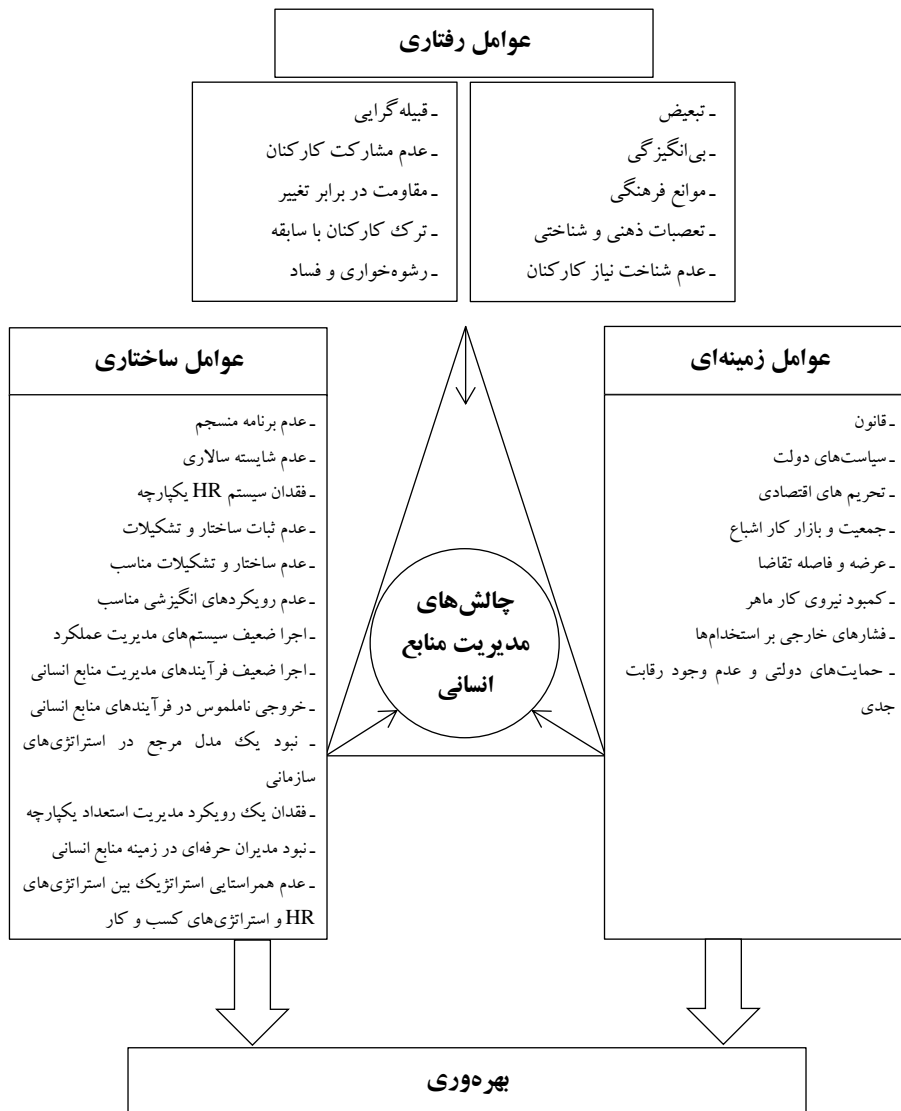 عوامل رفتاری
ـ تبعیض
ـ بی‌انگیزگی
ـ موانع فرهنگی
ـ تعصبات ذهنی و شناختی
ـ عدم شناخت نیاز کارکنان
ـ قبیله‌گرایی
ـ عدم مشارکت کارکنان
ـ مقاومت در برابر تغییر
ـ ترک کارکنان با سابقه
ـ رشوه‌خواری و فساد
عوامل زمینه‌ای
ـ قانون
ـ سیاست‌های دولت
ـ تحریم های اقتصادی
ـ جمعیت و بازار کار اشباع
ـ عرضه و فاصله تقاضا
ـ کمبود نیروی کار ماهر
ـ فشارهای خارجی بر استخدام‌ها
ـ حمایت‌های دولتی و عدم وجود رقابت
جدی
چالش‌های
مدیریت منابع
انسانی
عوامل ساختاری
ـ عدم برنامه منسجم
ـ عدم شایسته سالاری
ـ فقدان سیستم HR یکپارچه
ـ عدم ثبات ساختار و تشکیلات
ـ عدم ساختار و تشکیلات مناسب
ـ عدم رویکردهای انگیزشی مناسب
ـ اجرا ضعیف سیستم‌های مدیریت عملکرد
ـ اجرا ضعیف فرآیندهای مدیریت منابع انسانی
ـ خروجی ناملموس در فرآیندهای منابع انسانی
ـ نبود یک مدل مرجع در استراتژی‌های
سازمانی
ـ فقدان یک رویکرد مدیریت استعداد یکپارچه
ـ نبود مدیران حرفه‌ای در زمینه منابع انسانی
ـ عدم همراستایی استراتژیک بین استراتژی‌های
HR و استراتژی‌های کسب و کار
بهره‌وری